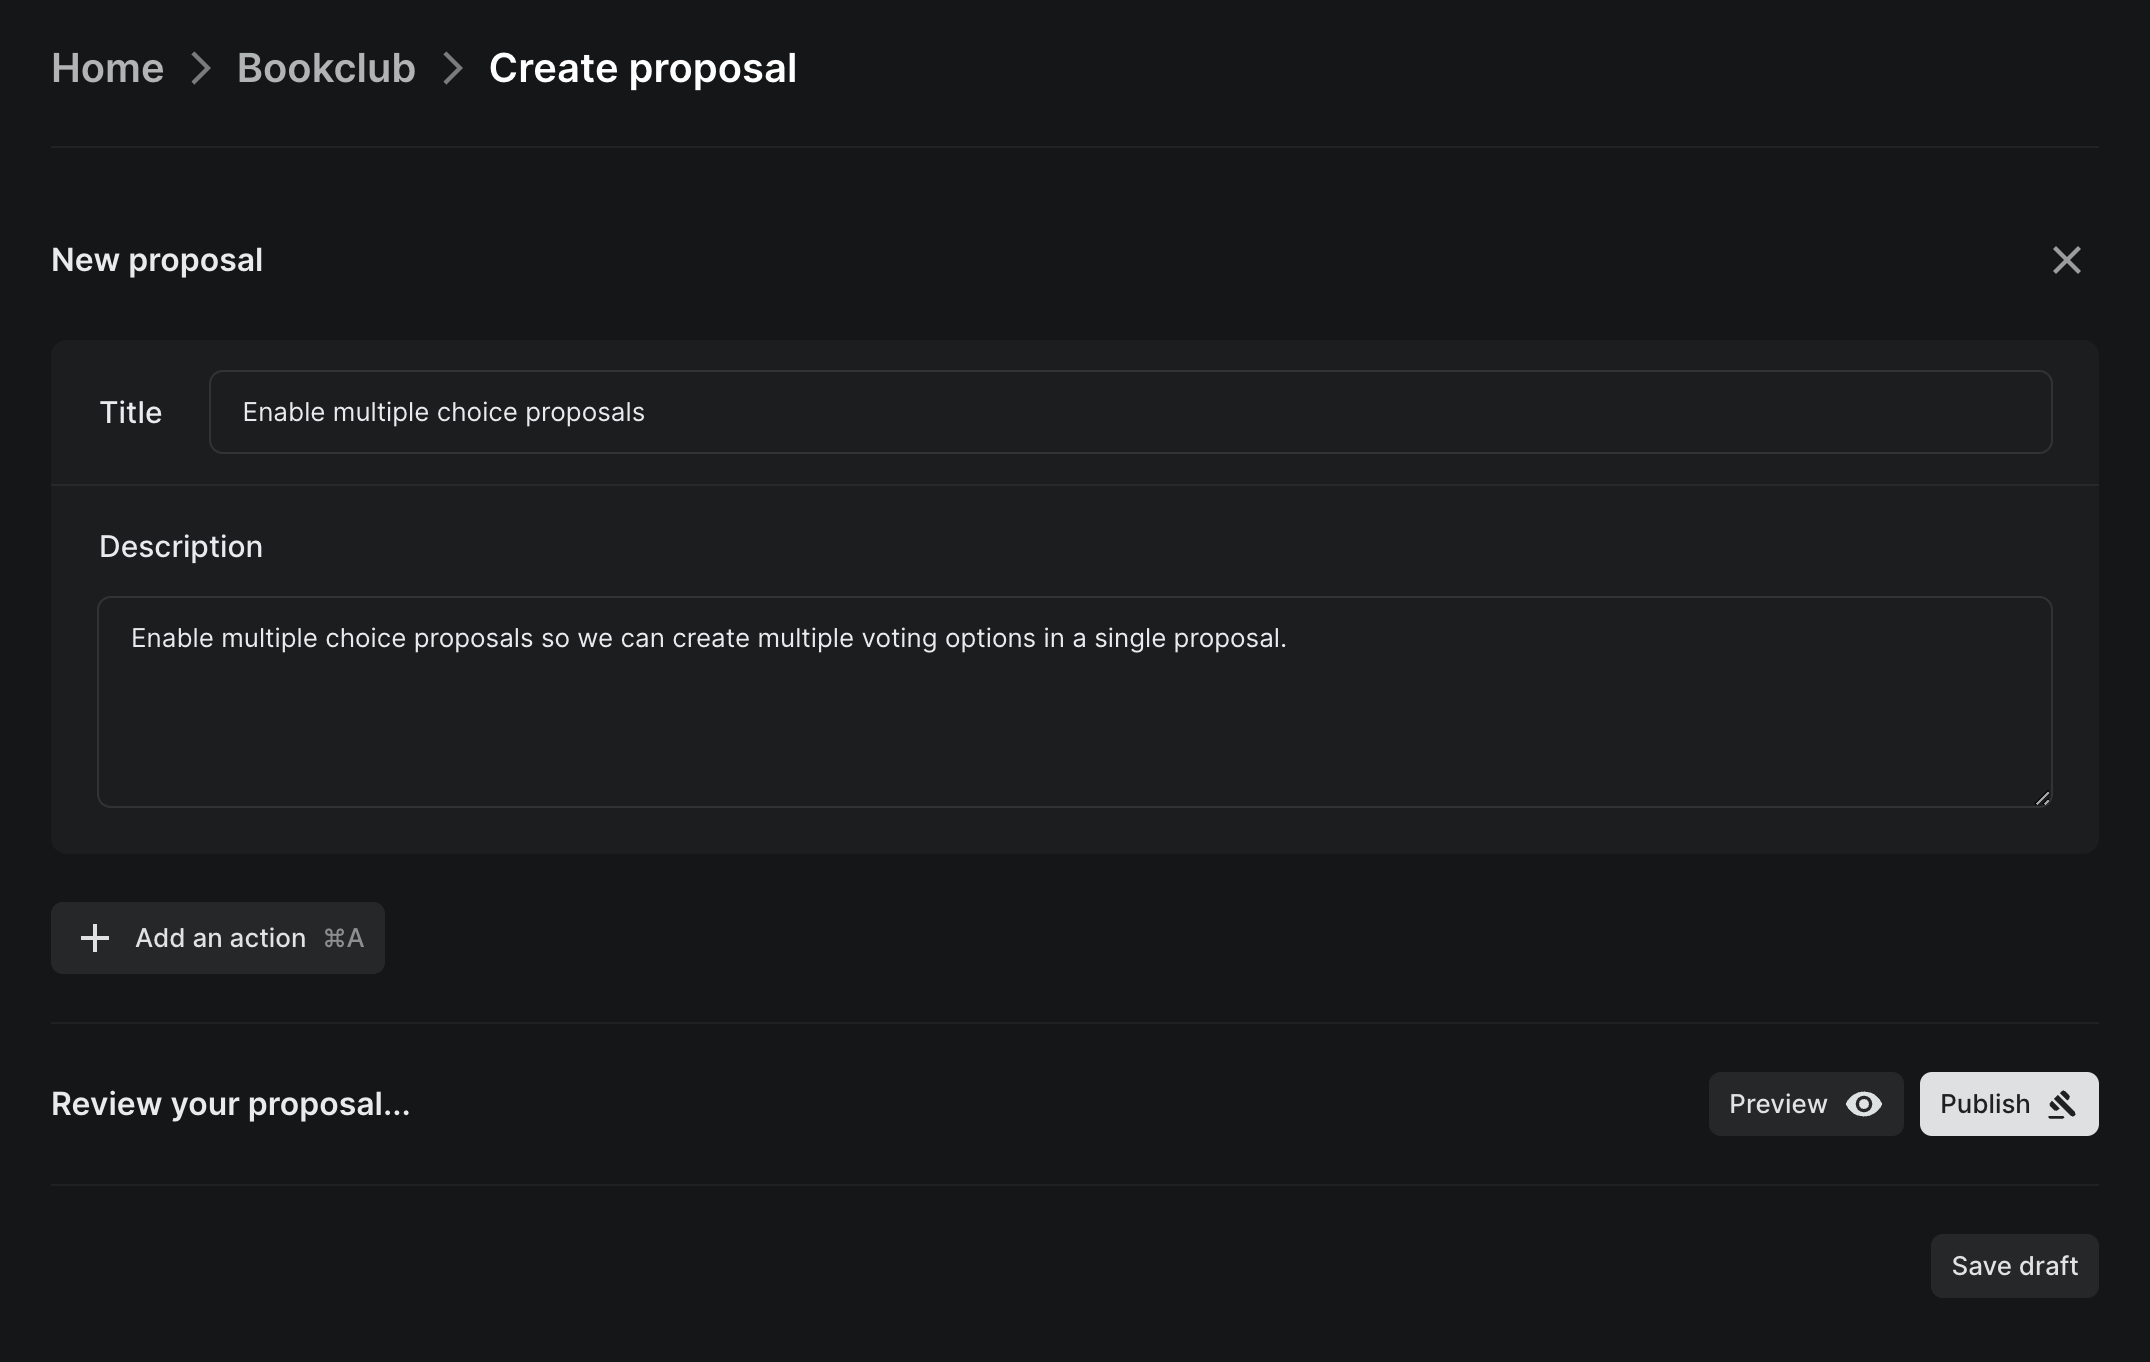 Home > Bookclub > Create proposal
New proposal
Title
Enable multiple choice proposals
Description
Enable multiple choice proposals so we can create multiple voting options in a single proposal.
Add an action ⌘A
Review your proposal...
Preview
Publish
Save draft